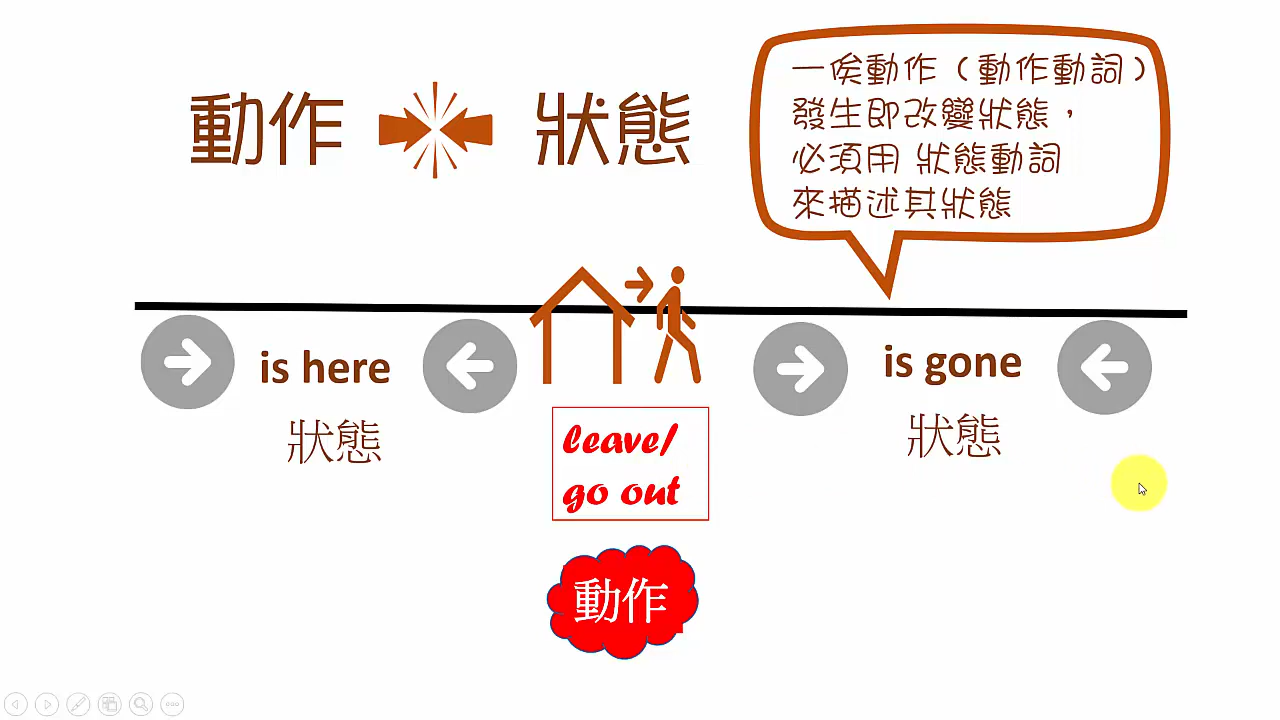 動作 狀態
一俟動作（動作動詞）
發生即改變狀態，
必須用 狀態動詞
來描述其狀態
is here
狀態
leave/
go out
動作
is gone
狀態